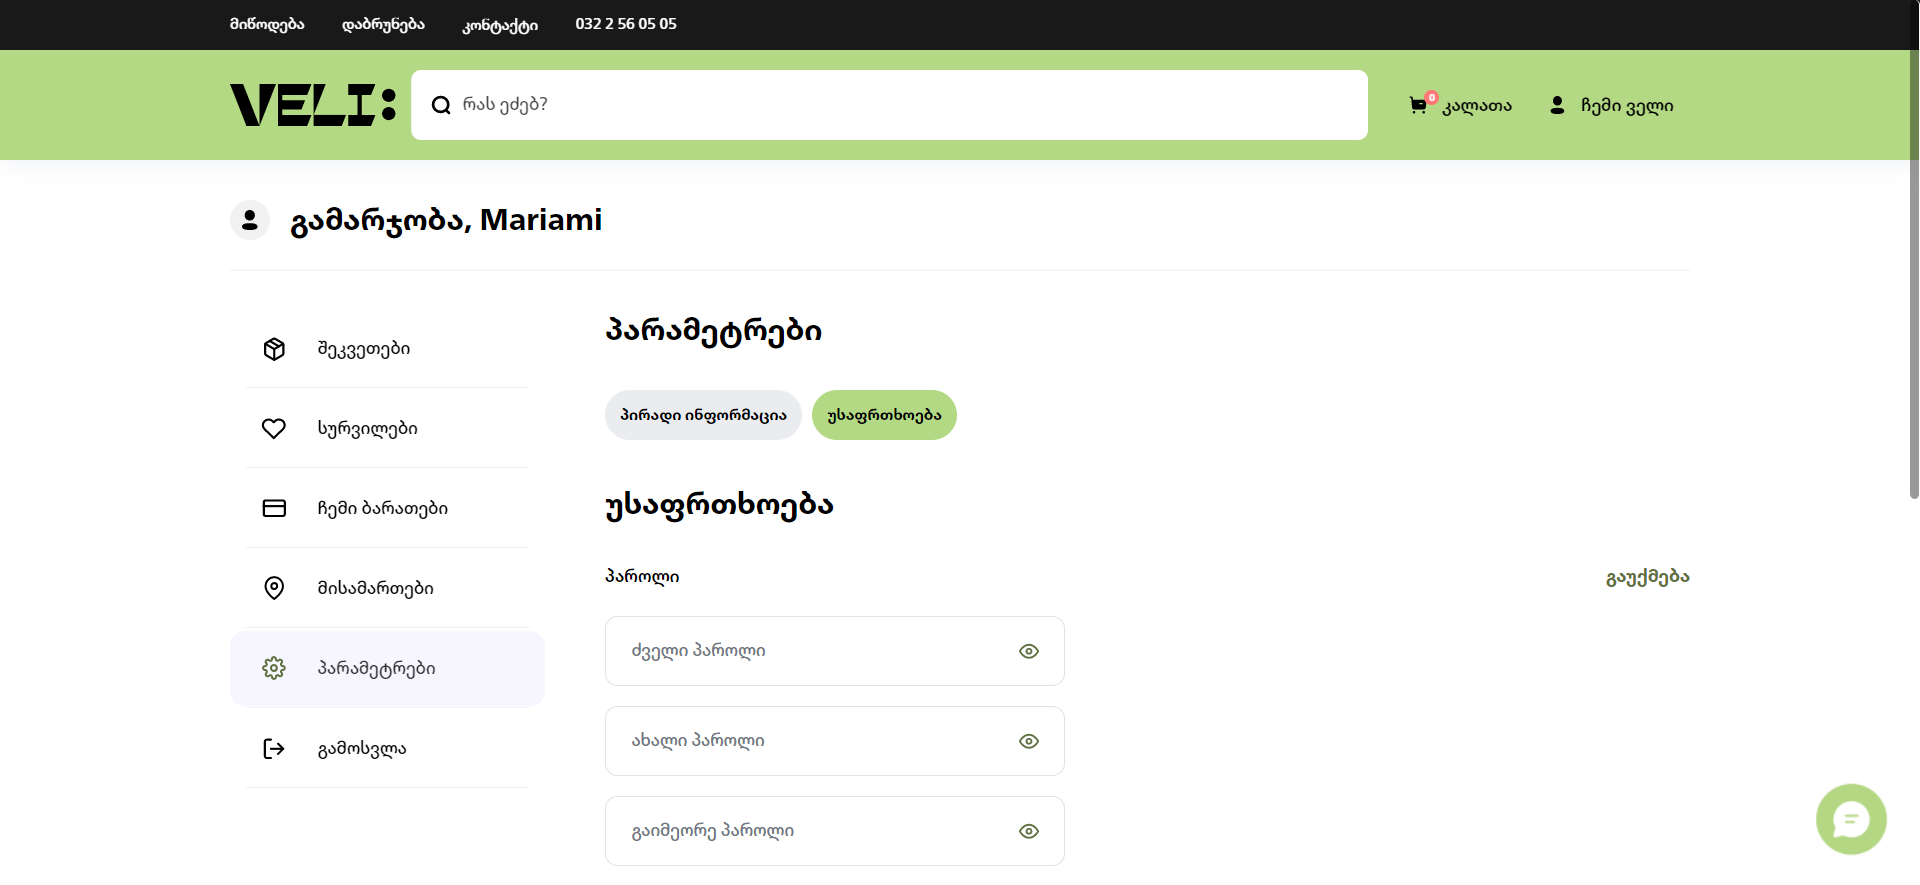 მიწოდება დაბრუნება კონტაქტი 032 2 56 05 05
VELI: რას ეძებ? 0 კალათა ჩემი ველი
გამარჯობა, Mariami
პარამეტრები
შეკვეთები
პირადი ინფორმაცია უსაფრთხოება
სურვილები
უსაფრთხოება
ჩემი ბარათები
პაროლი გაუქმება
მისამართები
ძველი პაროლი
პარამეტრები
ახალი პაროლი
გამოსვლა
გაიმეორე პაროლი